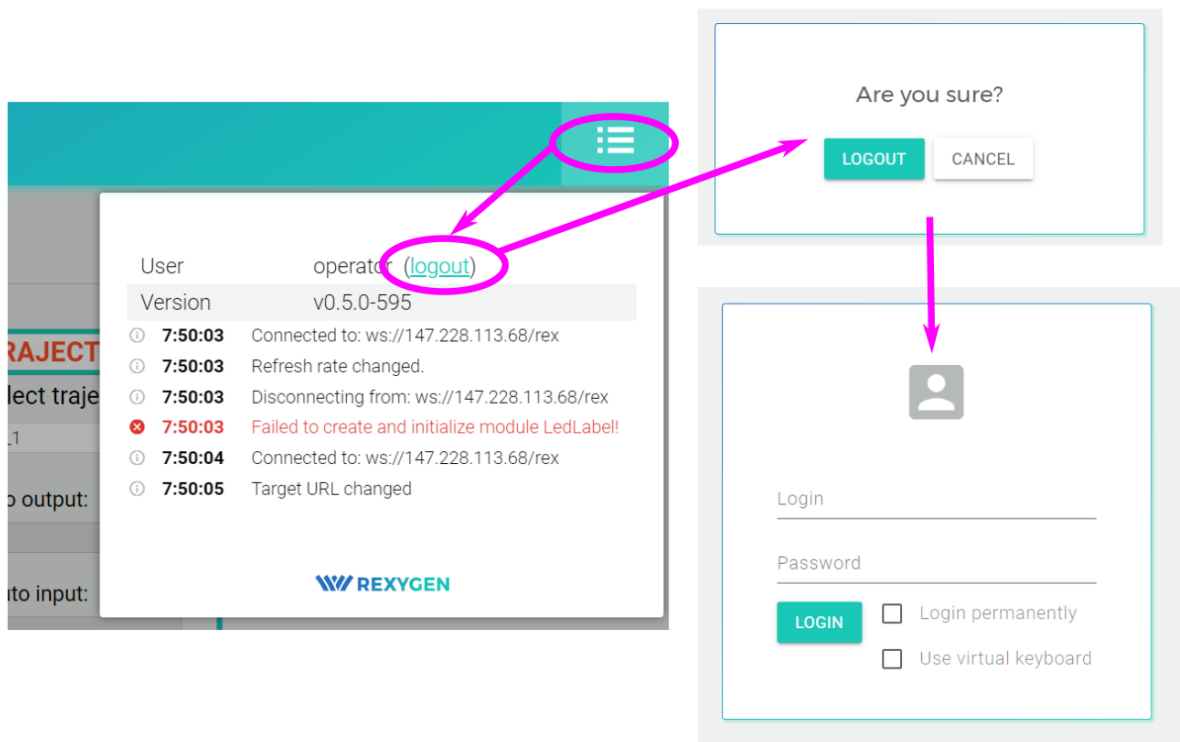 User operator (logout)
Version v0.5.0-595
7:50:03 Connected to: ws://147.228.113.68/rex
7:50:03 Refresh rate changed.
7:50:03 Disconnecting from: ws://147.228.113.68/rex
7:50:03 Failed to create and initialize module LedLabel!
7:50:04 Connected to: ws://147.228.113.68/rex
7:50:05 Target URL changed
REXYGEN
RAJECT
lect traje
_1
o output:
uto input:
Are you sure?
LOGOUT CANCEL
Login
Password
LOGIN Login permanently
Use virtual keyboard